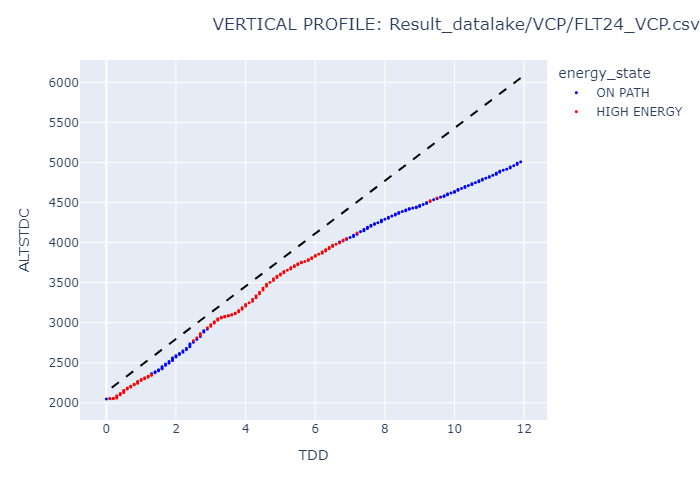 VERTICAL PROFILE: Result_datalake/VCP/FLT24_VCP.csv
energy_state
ON PATH
HIGH ENERGY
ALTSTDC
6000
5500
5000
4500
4000
3500
3000
2500
2000
0 2 4 6 8 10 12
TDD